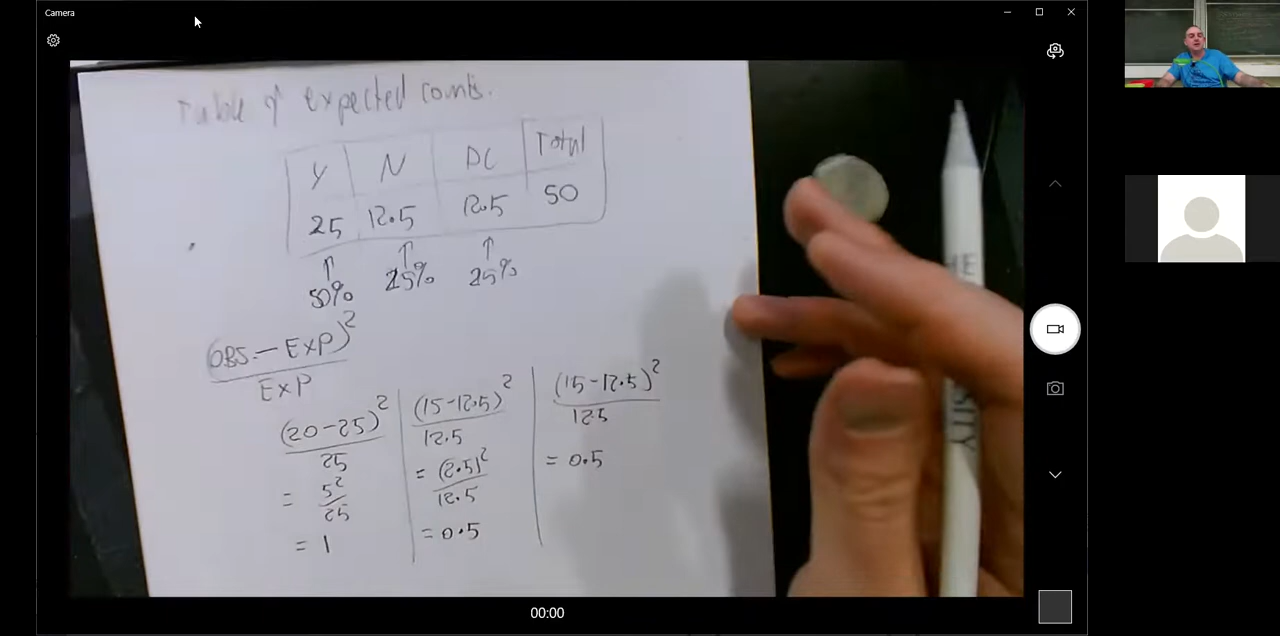 Camera
Table of expected counts.
Y N DC Total
25 12.5 12.5 50
↑ ↑ ↑
50% 25% 25%
(OBS. - EXP)²
EXP
(20-25)² (15-12.5)² (15-12.5)²
25 12.5 12.5
= 5² = (2.5)² = 0.5
25 12.5
= 1 = 0.5
00:00